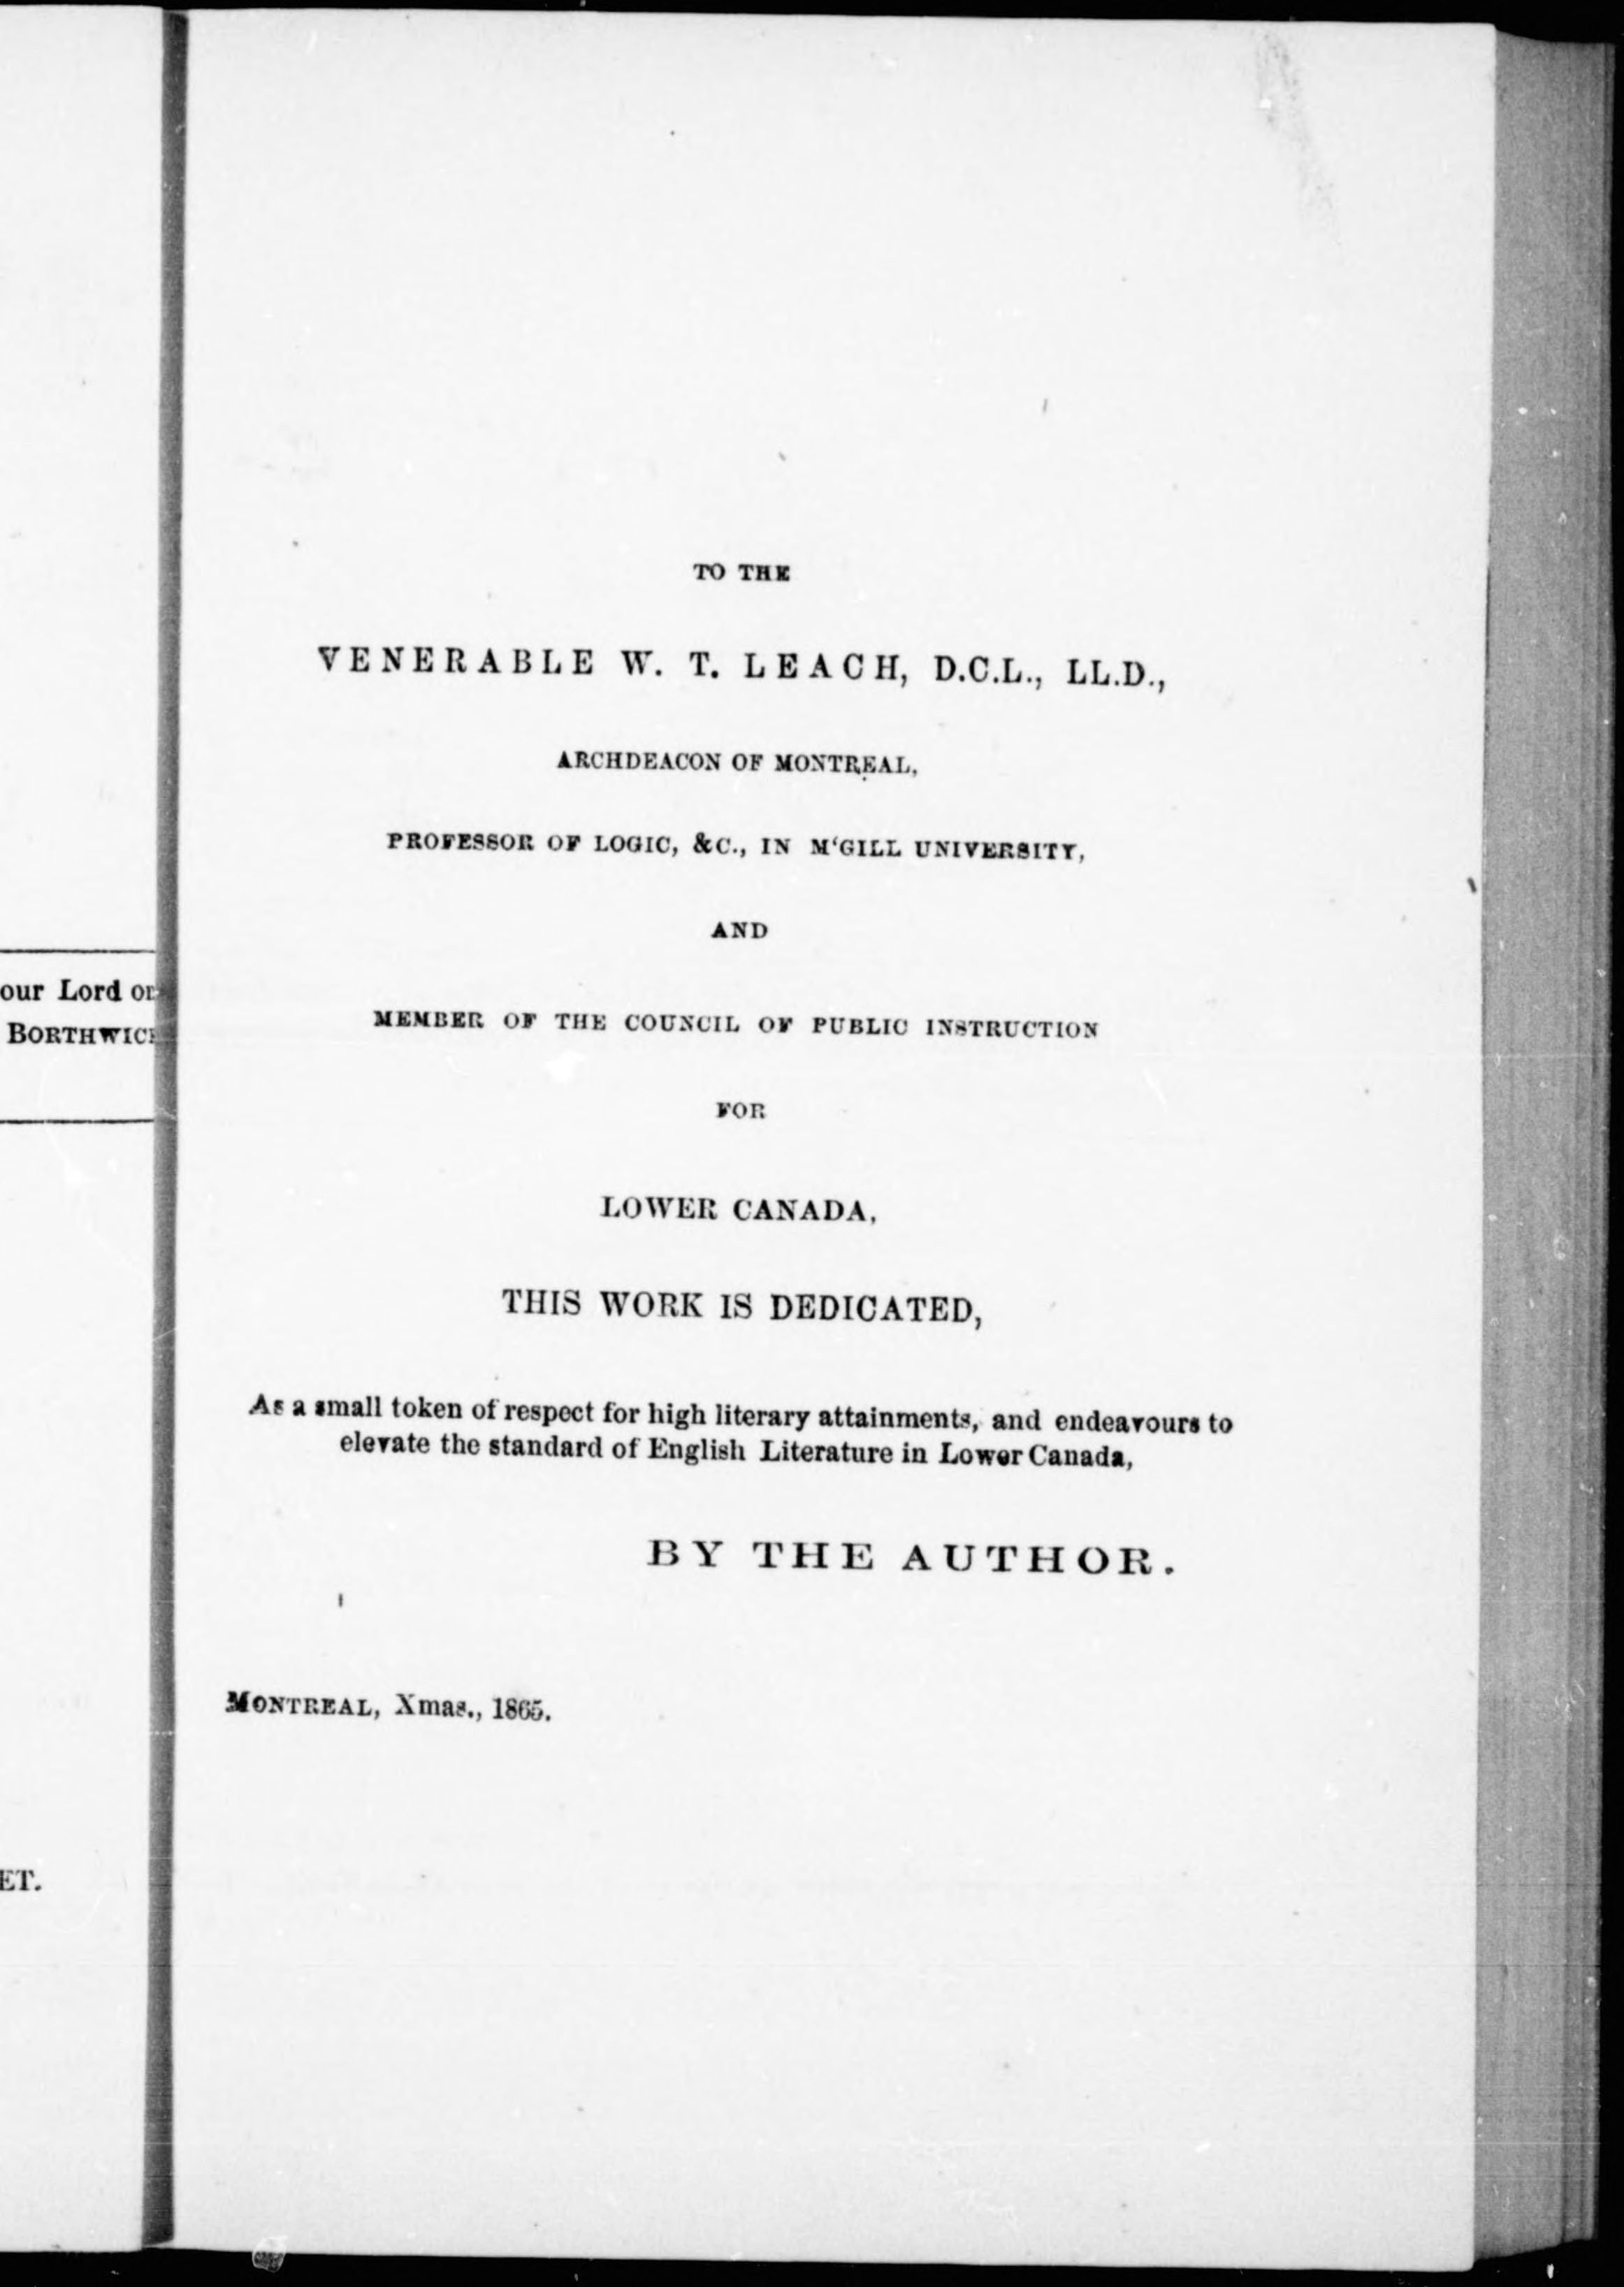 our Lord
ET.
TO THE
VENERABLE W. T. LEACH, D.C.L., LL.D.,
ARCHDEACON OF MONTREAL,
PROFESSOR OF LOGIC, &C., IN M‘GILL UNIVERSITY,
AND
MEMBER OF THE COUNCIL OF PUBLIC INSTRUCTION
FOR
LOWER CANADA,
THIS WORK IS DEDICATED,
As a small token of respect for high literary attainments, and endeavours to
elevate the standard of English Literature in Lower Canada,
BY THE AUTHOR.
MONTREAL, Xmas., 1865.